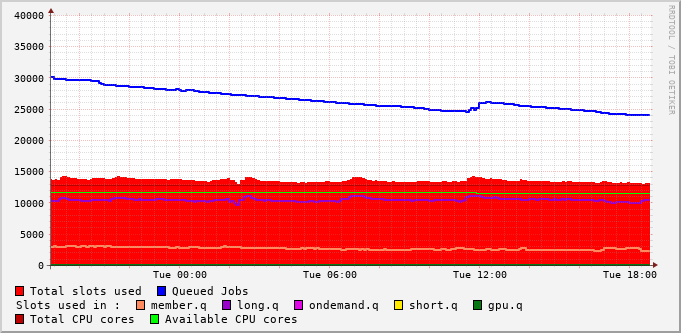 40000
35000
30000
25000
20000
15000
10000
5000
0
Tue 00:00 Tue 06:00 Tue 12:00 Tue 18:00
Total slots used Queued Jobs
Slots used in : member.q long.q ondemand.q short.q gpu.q
Total CPU cores Available CPU cores
RRDTOOL / TOBI OETIKER